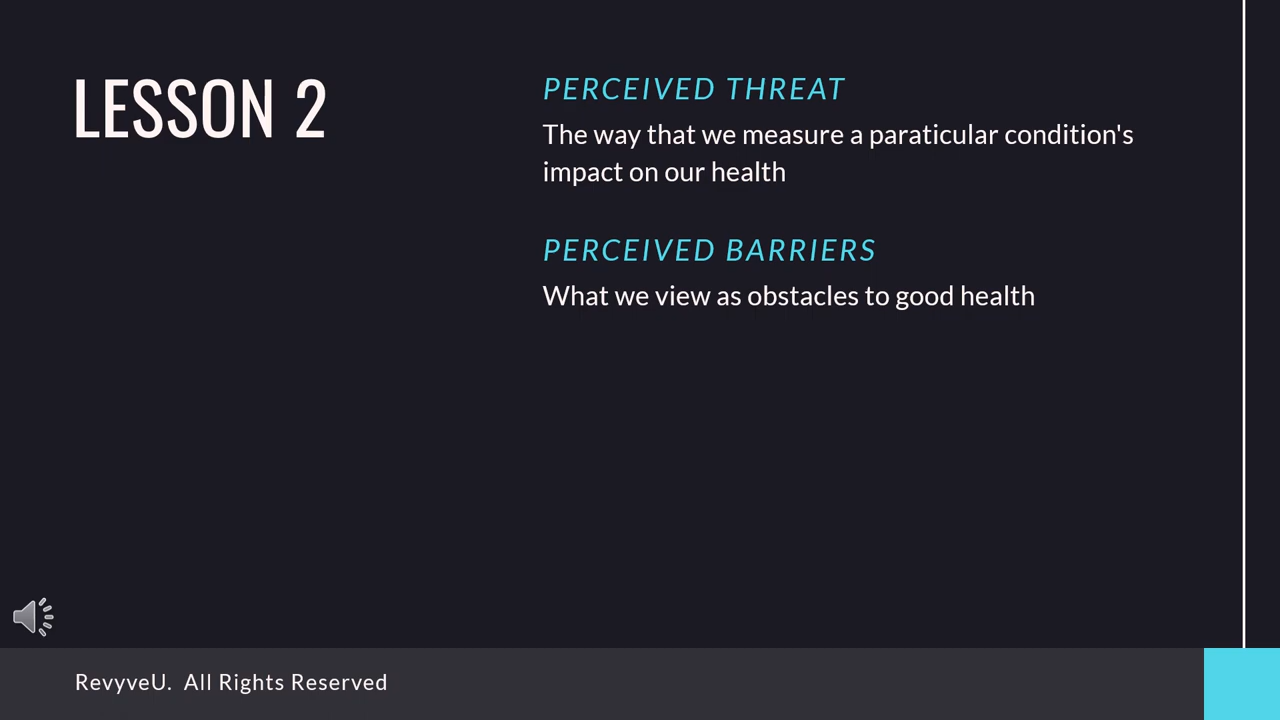 LESSON 2
PERCEIVED THREAT
The way that we measure a paraticular condition's
impact on our health
PERCEIVED BARRIERS
What we view as obstacles to good health
RevyveU. All Rights Reserved